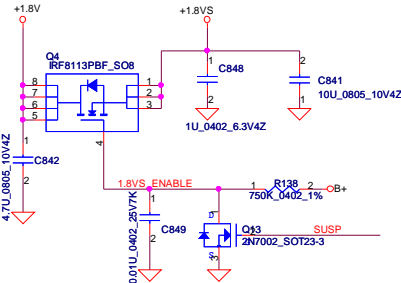 +1.8V
+1.8VS
Q4
IRF8113PBF_SO8
8
7
6
5
1
2
3
4
1
C848
2
1U_0402_6.3V4Z
2
C841
10U_0805_10V4Z
1
1
C842
2
4.7U_0805_10V4Z
1.8VS_ENABLE
1
C849
2
0.01U_0402_25V7K
1
R138
2
B+
750K_0402_1%
D
Q13
2N7002_SOT23-3
S
SUSP